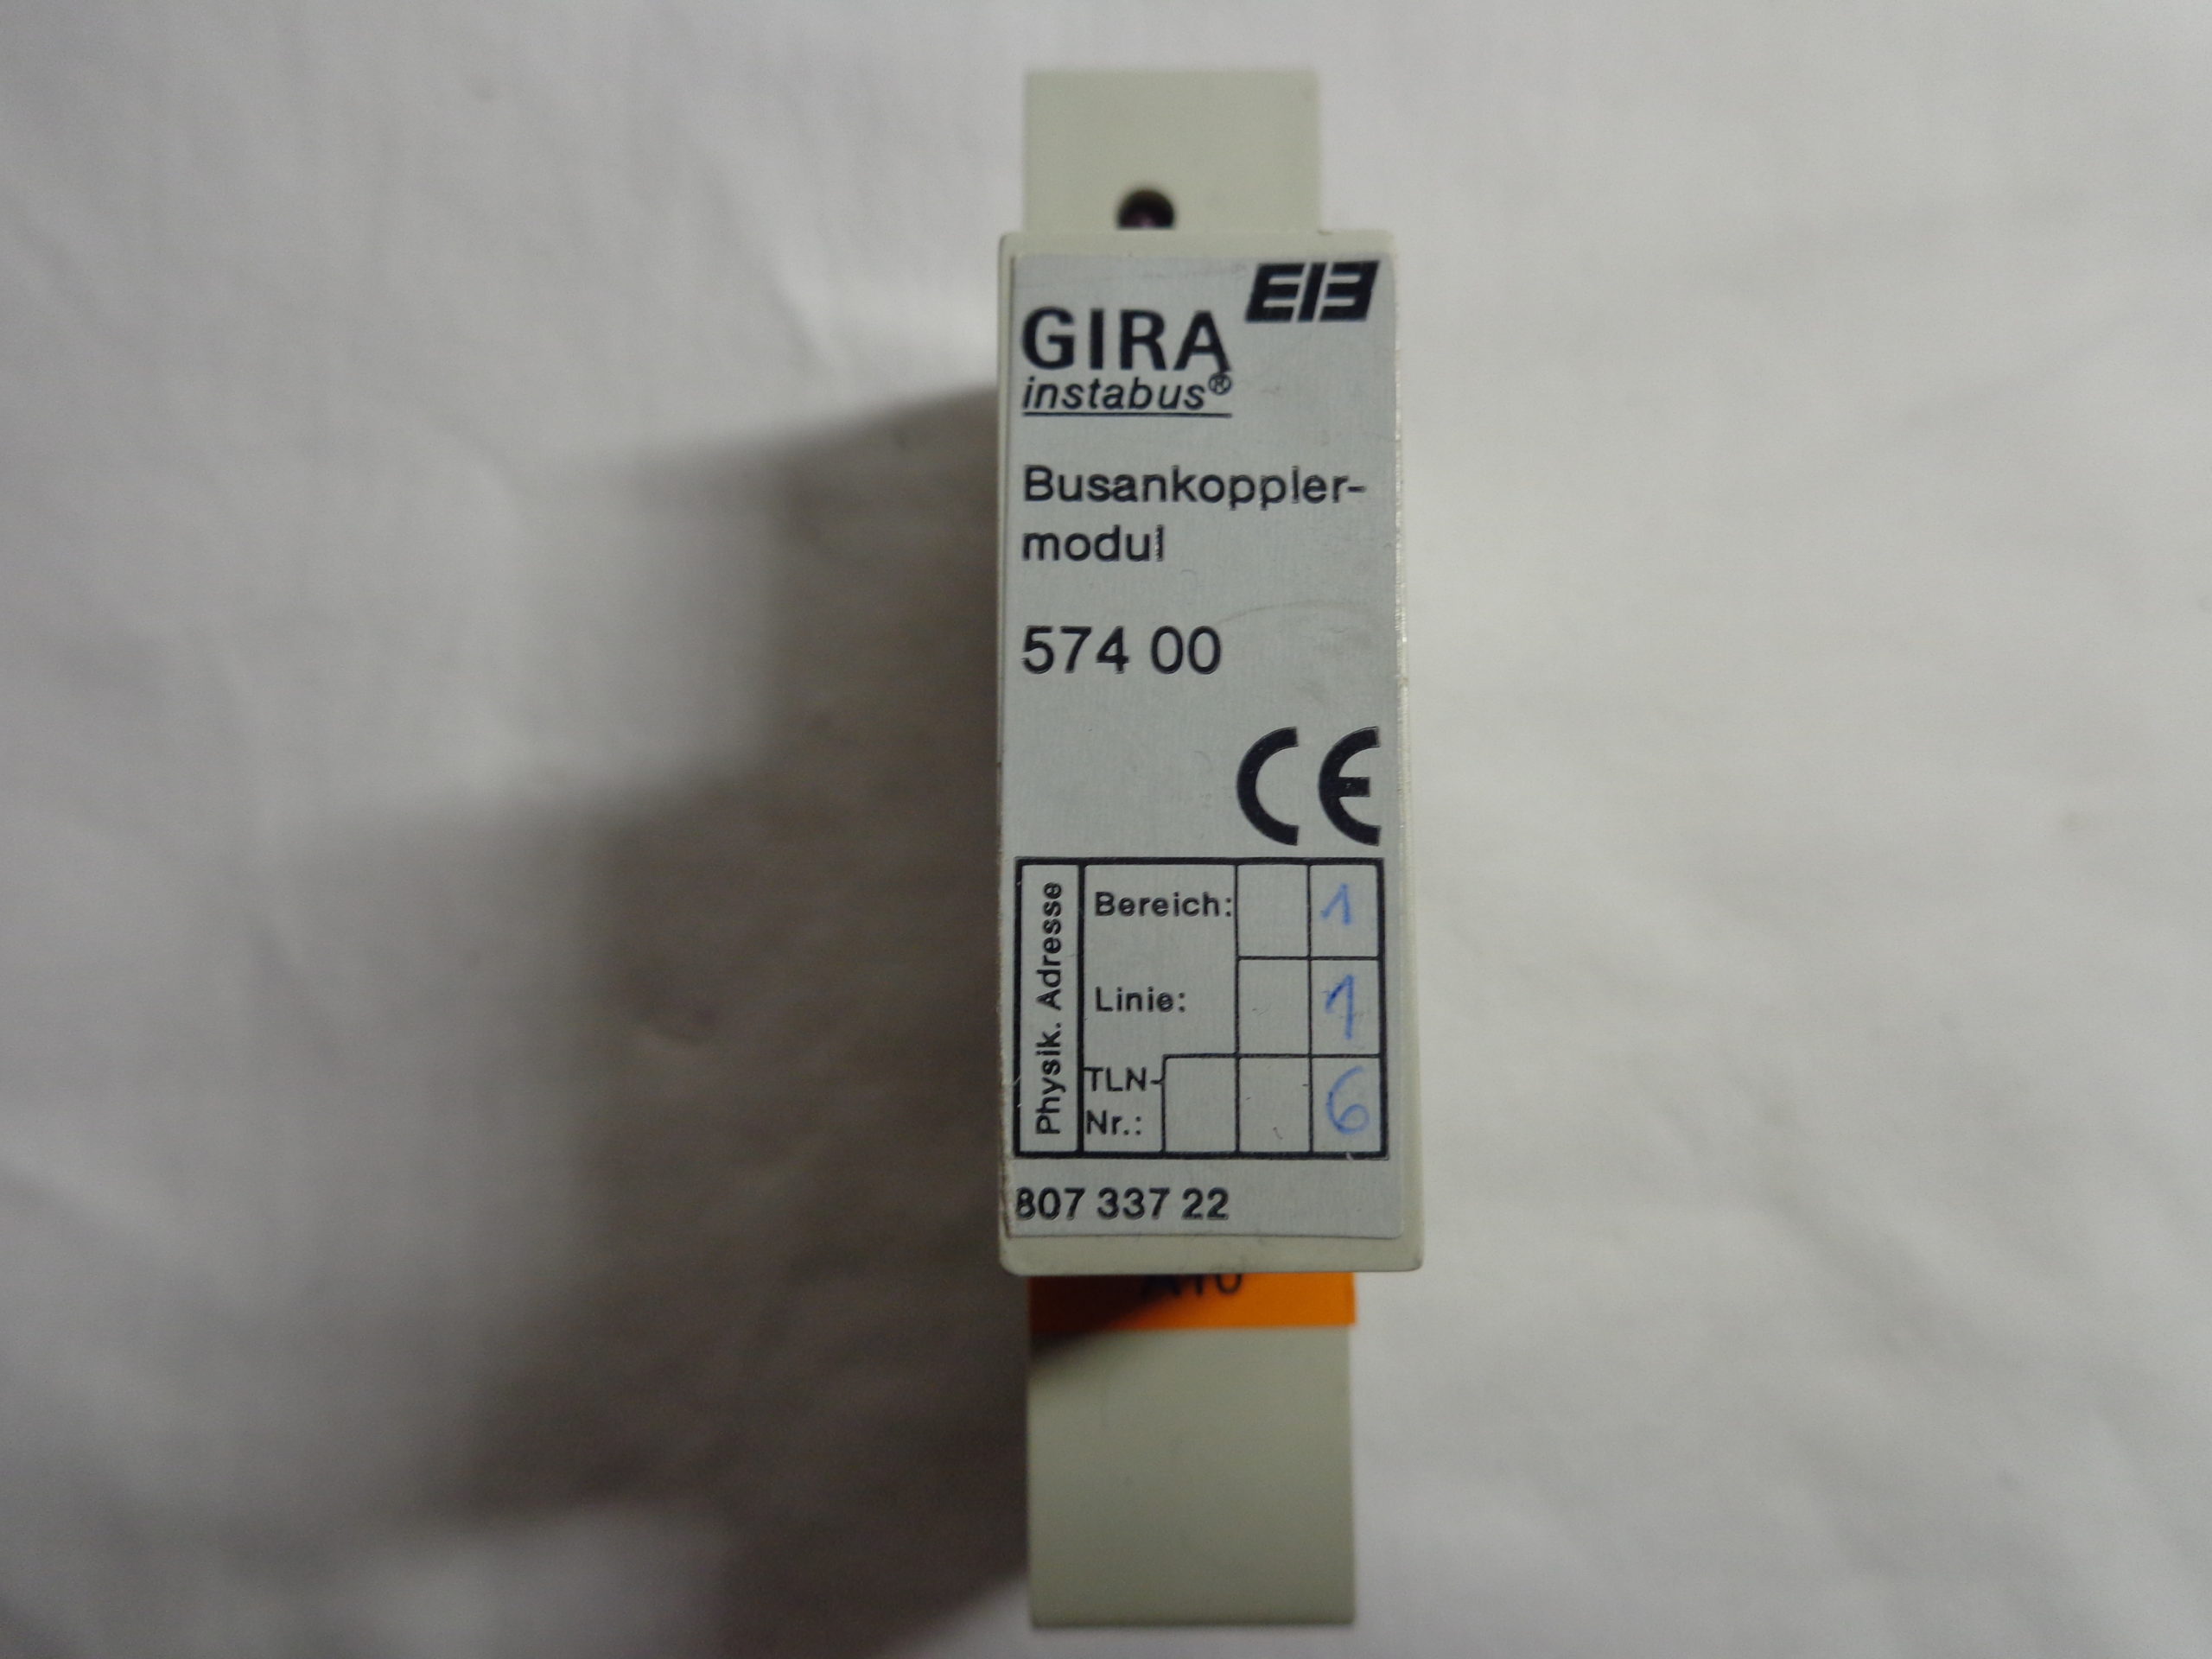 EIB
GIRA
instabus®
Busankoppler-
modul
574 00
CE
Physik. Adresse
Bereich: 1
Linie: 1
TLN-
Nr.: 6
807 337 22